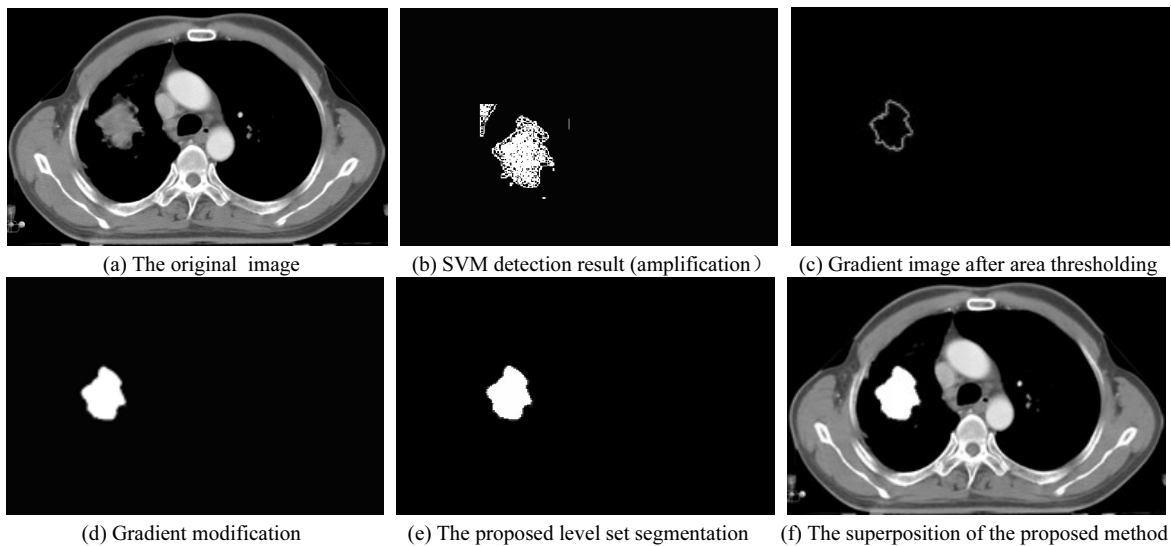 (a) The original image
(b) SVM detection result (amplification）
(c) Gradient image after area thresholding
(d) Gradient modification
(e) The proposed level set segmentation
(f) The superposition of the proposed method